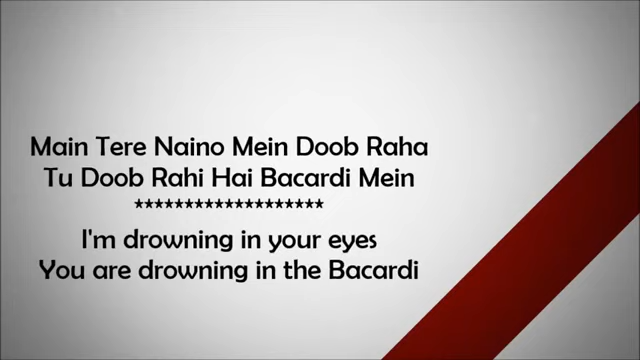 Main Tere Naino Mein Doob Raha
Tu Doob Rahi Hai Bacardi Mein
*******************
I'm drowning in your eyes
You are drowning in the Bacardi